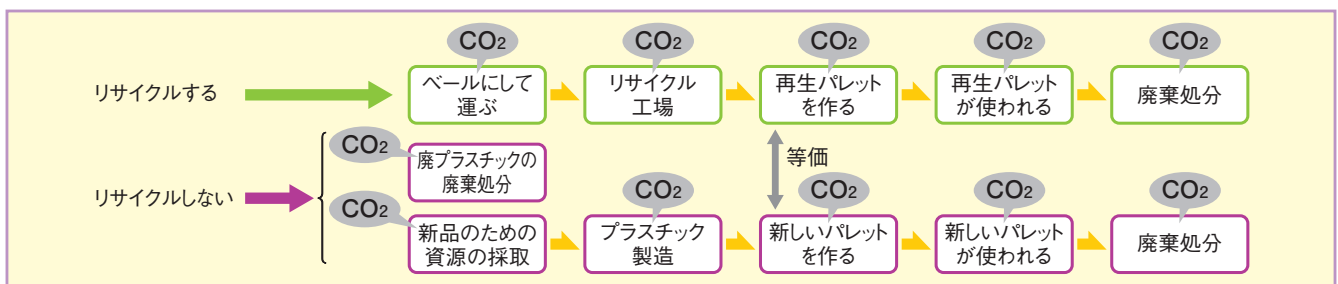 CO2
CO2
CO2
CO2
CO2
リサイクルする
ベールにして
運ぶ
リサイクル
工場
再生パレット
を作る
再生パレット
が使われる
廃棄処分
等価
リサイクルしない
CO2
廃プラスチックの
廃棄処分
CO2
新品のための
資源の採取
CO2
プラスチック
製造
CO2
新しいパレット
を作る
CO2
新しいパレット
が使われる
CO2
廃棄処分